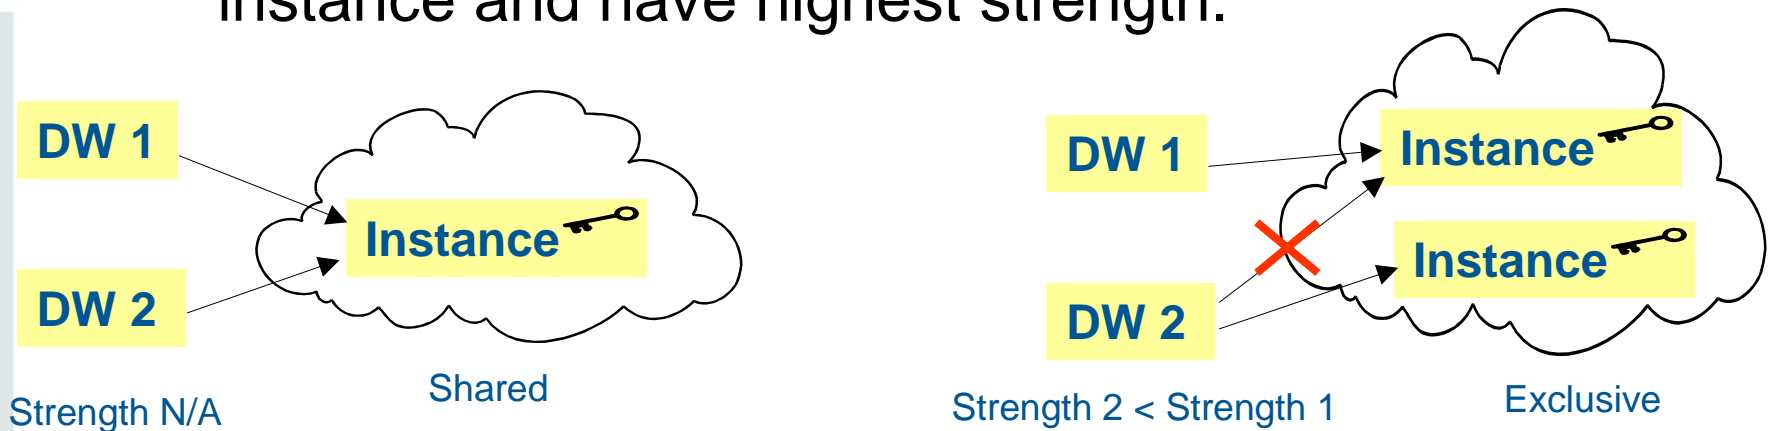 instance and have highest strength.
DW 1
Instance
DW 2
Shared
Strength N/A
DW 1
Instance
Instance
DW 2
Strength 2 < Strength 1
Exclusive